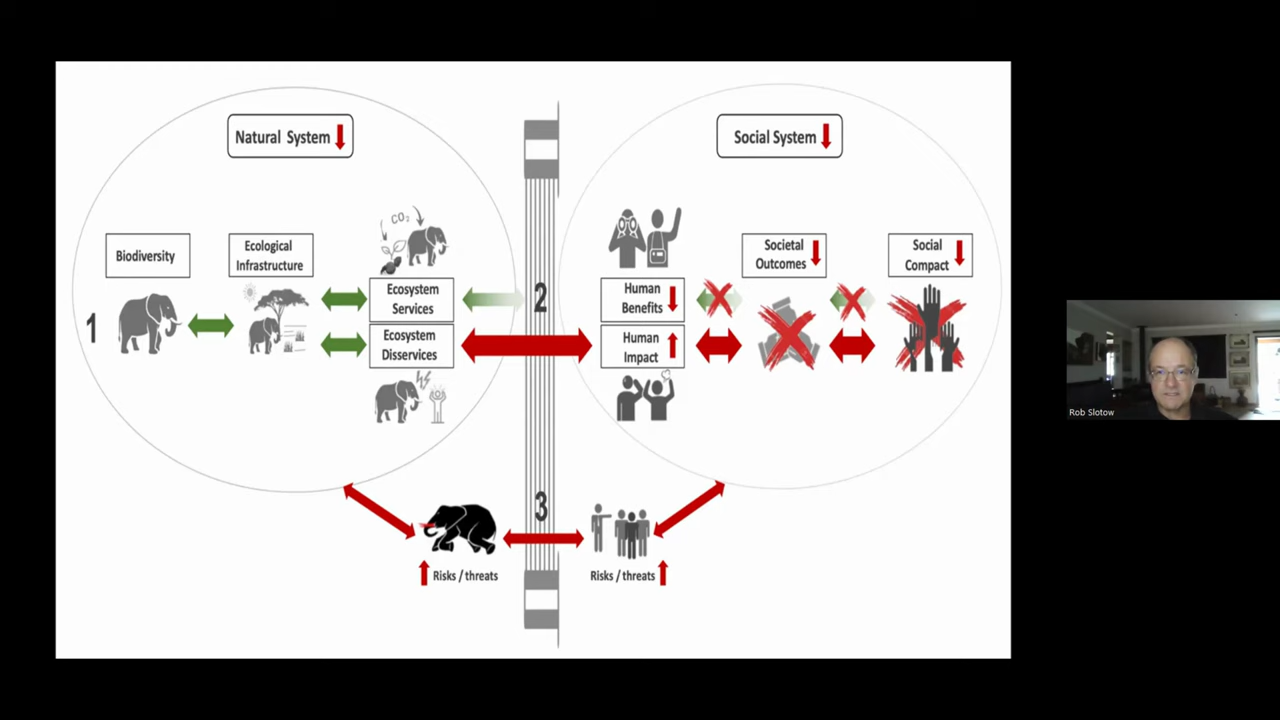 Natural System
Social System
CO₂
Biodiversity
Ecological
Infrastructure
Ecosystem
Services
Ecosystem
Disservices
1
2
Human
Benefits
Human
Impact
Societal
Outcomes
Social
Compact
3
Risks / threats
Risks / threats
Rob Slotow